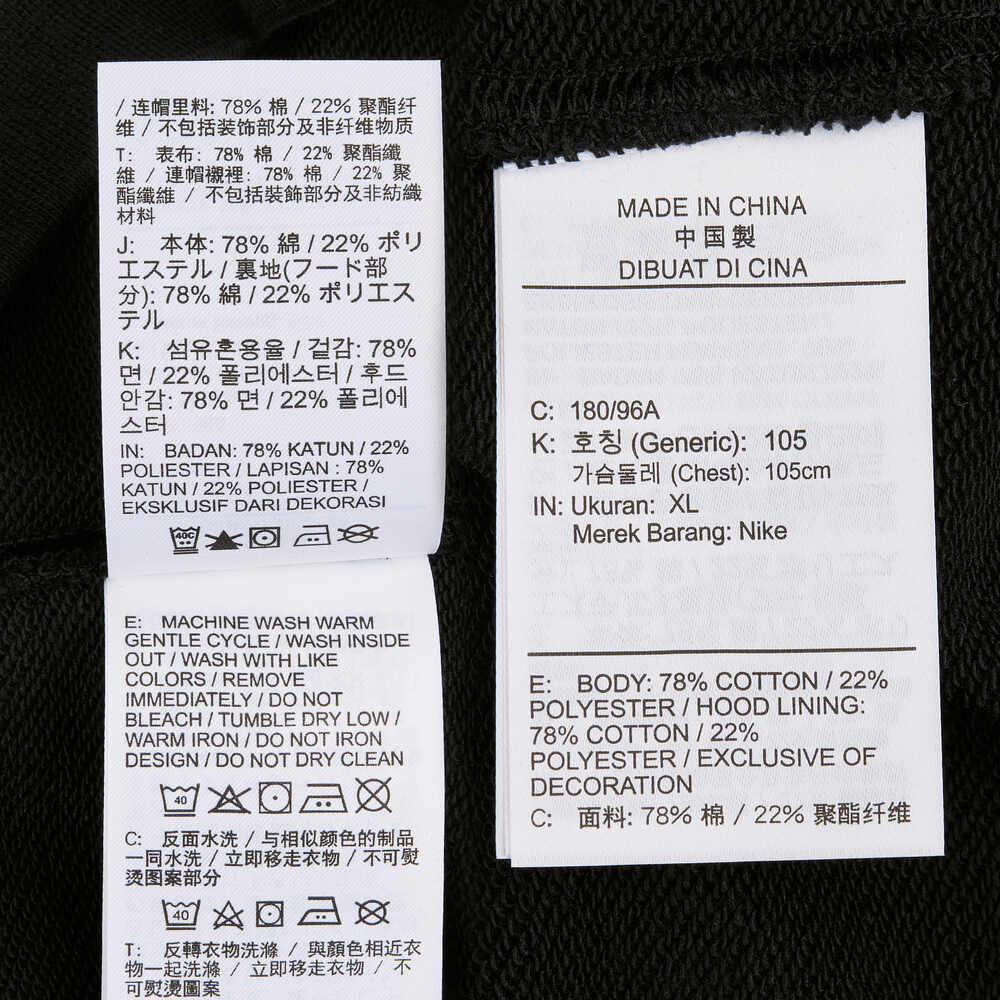 / 连帽里料: 78% 棉 / 22% 聚酯纤
维 / 不包括装饰部分及非纤维物质
T: 表布: 78% 棉 / 22% 聚酯纖
維 / 連帽襯裡: 78% 棉 / 22% 聚
酯纖維 / 不包括裝飾部分及非紡織
材料
J: 本体: 78% 綿 / 22% ポリ
エステル / 裏地(フード部
分): 78% 綿 / 22% ポリエス
テル
K: 섬유혼용율 / 겉감: 78%
면 / 22% 폴리에스터 / 후드
안감: 78% 면 / 22% 폴리에
스터
IN: BADAN: 78% KATUN / 22%
POLIESTER / LAPISAN : 78%
KATUN / 22% POLIESTER /
EKSKLUSIF DARI DEKORASI
40C
E: MACHINE WASH WARM
GENTLE CYCLE / WASH INSIDE
OUT / WASH WITH LIKE
COLORS / REMOVE
IMMEDIATELY / DO NOT
BLEACH / TUMBLE DRY LOW /
WARM IRON / DO NOT IRON
DESIGN / DO NOT DRY CLEAN
40
C: 反面水洗 / 与相似颜色的制品
一同水洗 / 立即移走衣物 / 不可熨
烫图案部分
40
T: 反轉衣物洗滌 / 與顏色相近衣
物一起洗滌 / 立即移走衣物 / 不
可熨燙圖案
MADE IN CHINA
中国製
DIBUAT DI CINA
C: 180/96A
K: 호칭 (Generic): 105
가슴둘레 (Chest): 105cm
IN: Ukuran: XL
Merek Barang: Nike
E: BODY: 78% COTTON / 22%
POLYESTER / HOOD LINING:
78% COTTON / 22%
POLYESTER / EXCLUSIVE OF
DECORATION
C: 面料: 78% 棉 / 22% 聚酯纤维